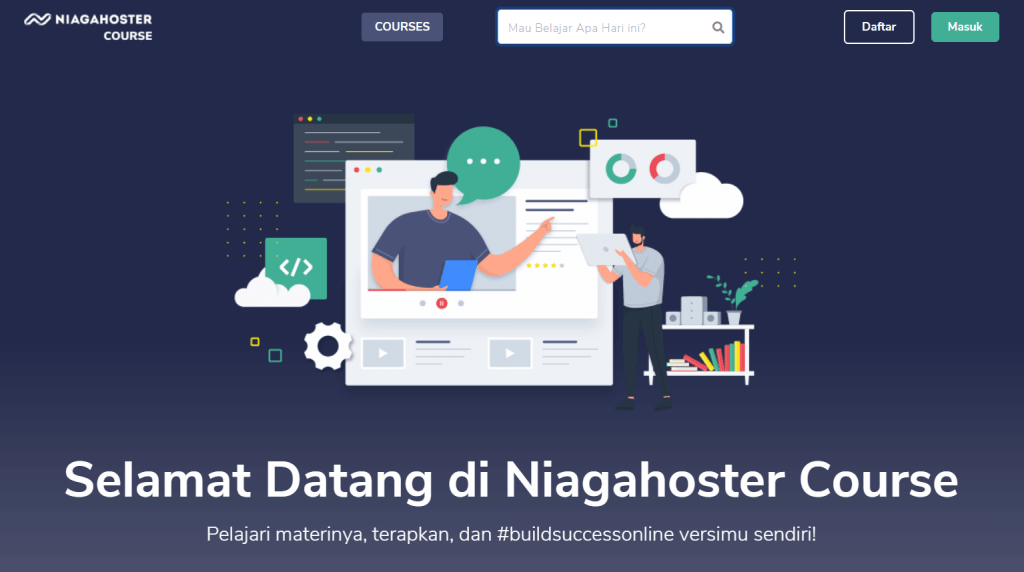 NIAGAHOSTER
COURSE
COURSES
Mau Belajar Apa Hari ini?
Daftar
Masuk
</>
Selamat Datang di Niagahoster Course
Pelajari materinya, terapkan, dan #buildsuccessonline versimu sendiri!